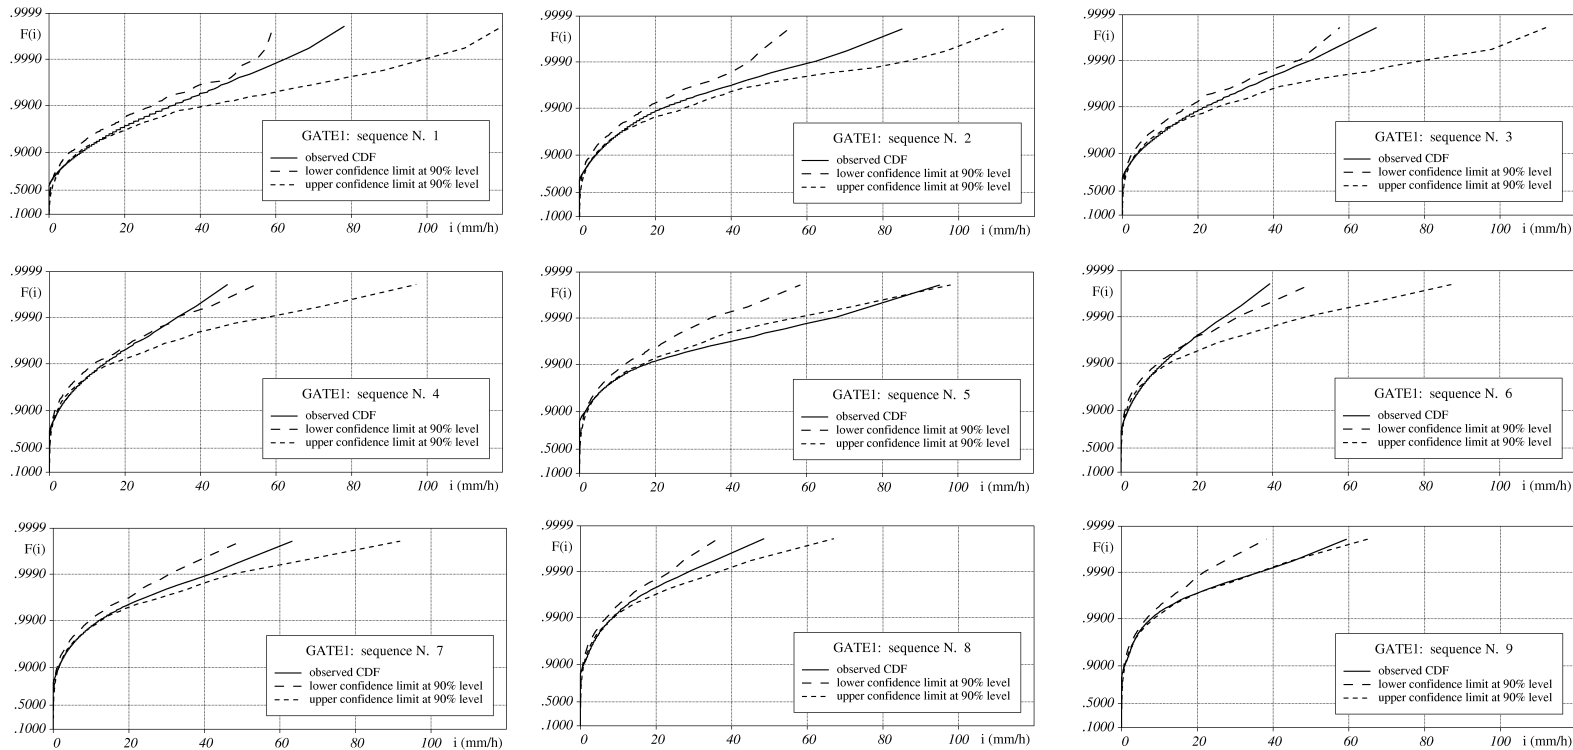 .9999
F(i)
.9990
.9900
.9000
.5000
.1000
GATE1: sequence N. 1
observed CDF
lower confidence limit at 90% level
upper confidence limit at 90% level
0 20 40 60 80 100 i (mm/h)
.9999
F(i)
.9990
.9900
.9000
.5000
.1000
GATE1: sequence N. 2
observed CDF
lower confidence limit at 90% level
upper confidence limit at 90% level
0 20 40 60 80 100 i (mm/h)
.9999
F(i)
.9990
.9900
.9000
.5000
.1000
GATE1: sequence N. 3
observed CDF
lower confidence limit at 90% level
upper confidence limit at 90% level
0 20 40 60 80 100 i (mm/h)
.9999
F(i)
.9990
.9900
.9000
.5000
.1000
GATE1: sequence N. 4
observed CDF
lower confidence limit at 90% level
upper confidence limit at 90% level
0 20 40 60 80 100 i (mm/h)
.9999
F(i)
.9990
.9900
.9000
.5000
.1000
GATE1: sequence N. 5
observed CDF
lower confidence limit at 90% level
upper confidence limit at 90% level
0 20 40 60 80 100 i (mm/h)
.9999
F(i)
.9990
.9900
.9000
.5000
.1000
GATE1: sequence N. 6
observed CDF
lower confidence limit at 90% level
upper confidence limit at 90% level
0 20 40 60 80 100 i (mm/h)
.9999
F(i)
.9990
.9900
.9000
.5000
.1000
GATE1: sequence N. 7
observed CDF
lower confidence limit at 90% level
upper confidence limit at 90% level
0 20 40 60 80 100 i (mm/h)
.9999
F(i)
.9990
.9900
.9000
.5000
.1000
GATE1: sequence N. 8
observed CDF
lower confidence limit at 90% level
upper confidence limit at 90% level
0 20 40 60 80 100 i (mm/h)
.9999
F(i)
.9990
.9900
.9000
.5000
.1000
GATE1: sequence N. 9
observed CDF
lower confidence limit at 90% level
upper confidence limit at 90% level
0 20 40 60 80 100 i (mm/h)